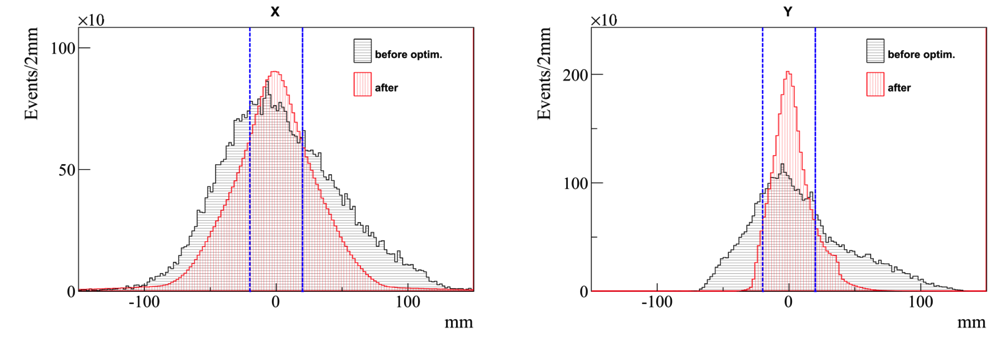 X
×10
Events/2mm
100
50
0
-100
0
100
mm
before optim.
after
Y
×10
Events/2mm
200
100
0
-100
0
100
mm
before optim.
after